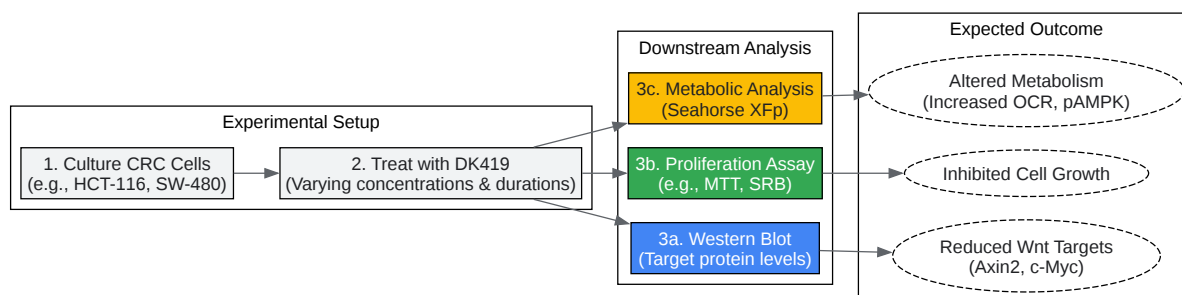 Experimental Setup
1. Culture CRC Cells
(e.g., HCT-116, SW-480)
2. Treat with DK419
(Varying concentrations & durations)
Downstream Analysis
3c. Metabolic Analysis
(Seahorse XFp)
3b. Proliferation Assay
(e.g., MTT, SRB)
3a. Western Blot
(Target protein levels)
Expected Outcome
Altered Metabolism
(Increased OCR, pAMPK)
Inhibited Cell Growth
Reduced Wnt Targets
(Axin2, c-Myc)